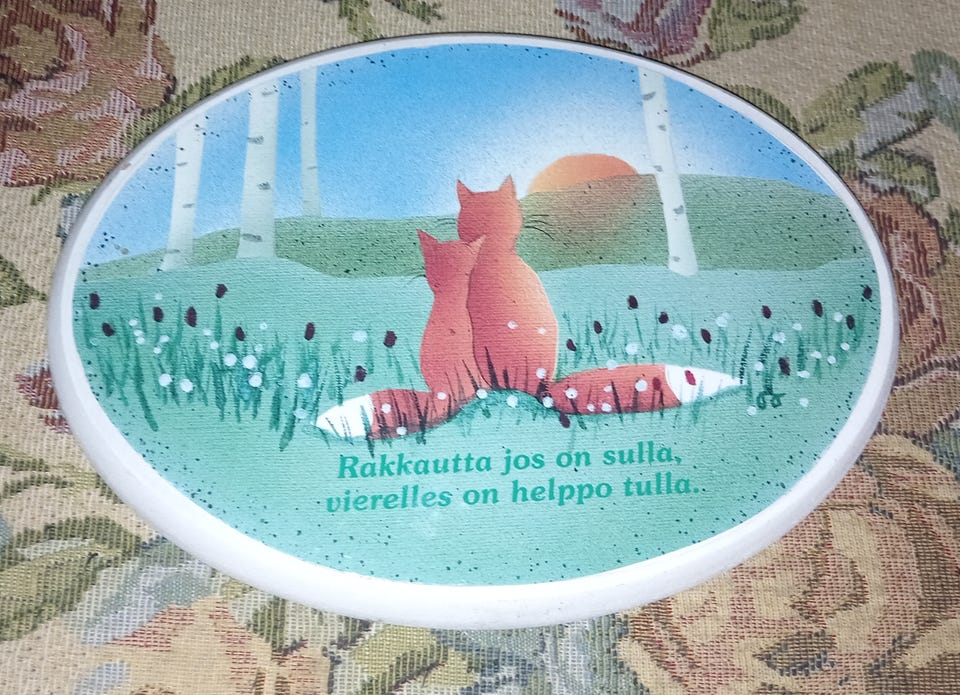 Rakkautta jos on sulla,
vierelles on helppo tulla.